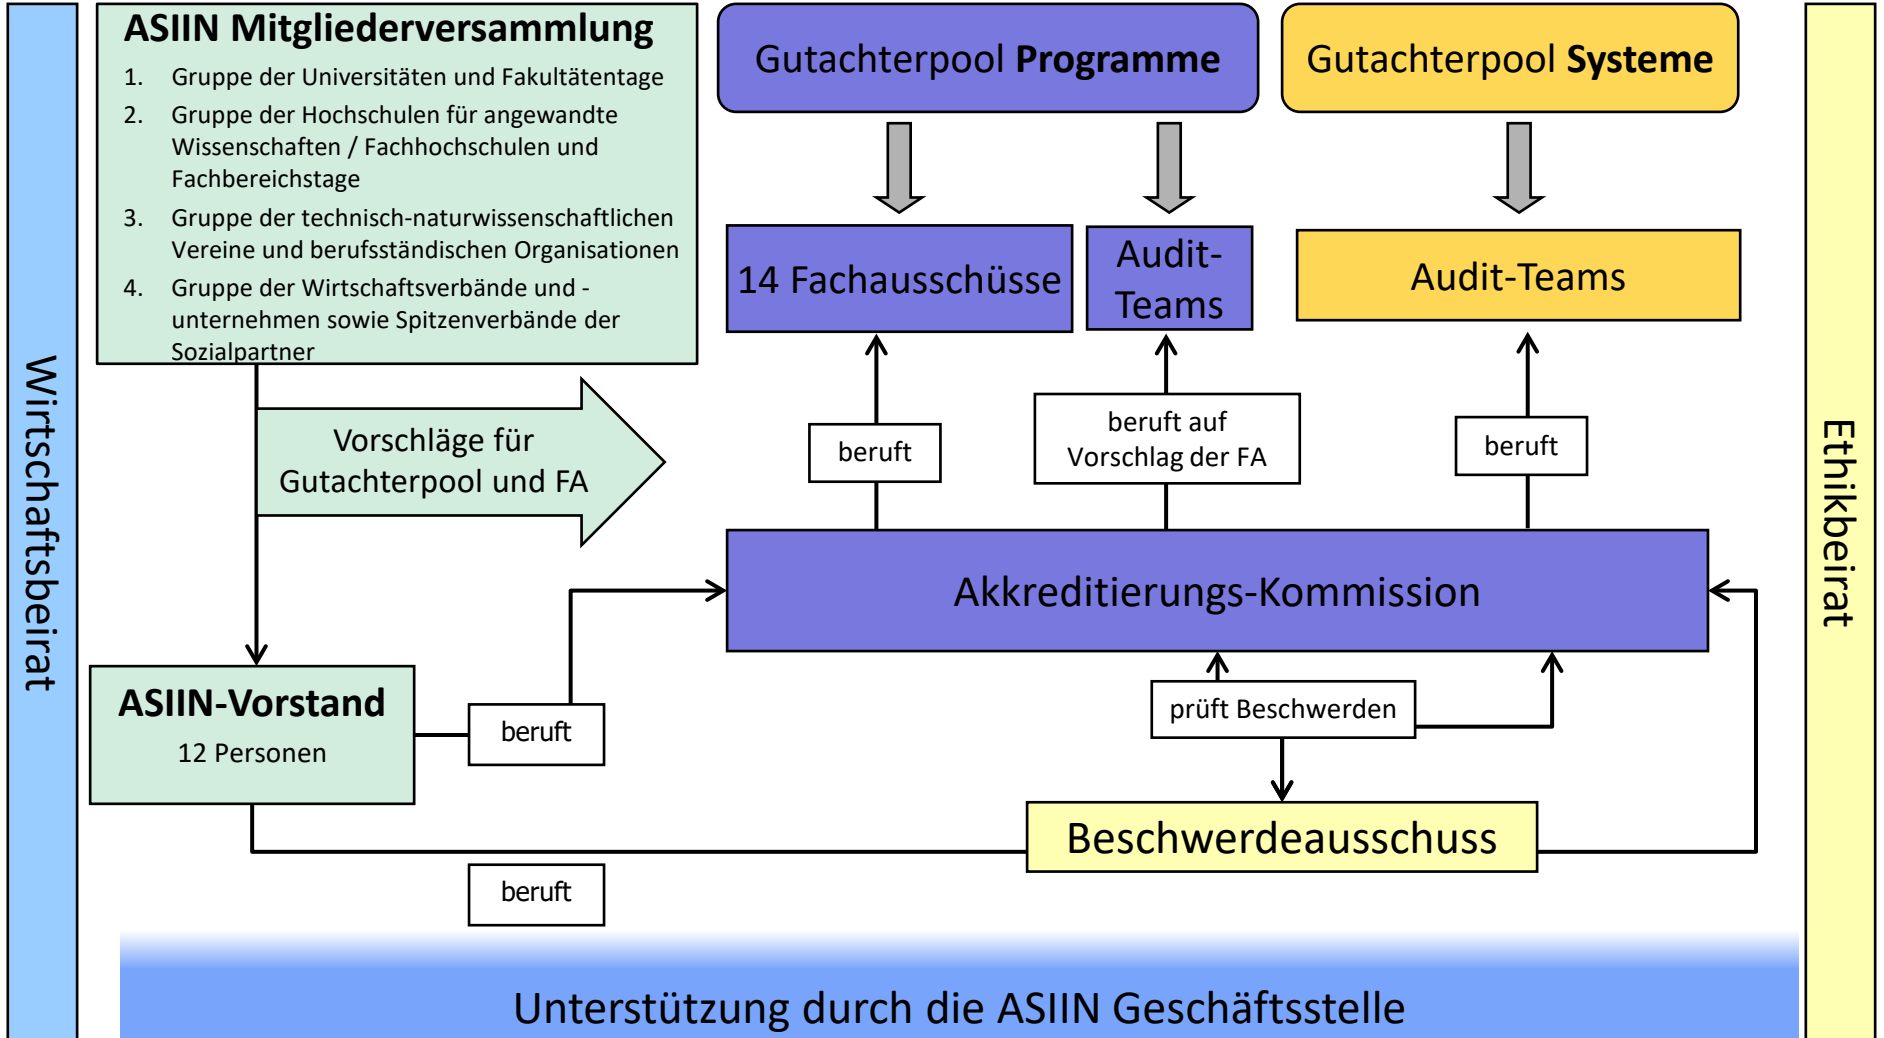 Wirtschaftsbeirat
ASIIN Mitgliederversammlung
1. Gruppe der Universitäten und Fakultätentage
2. Gruppe der Hochschulen für angewandte
Wissenschaften / Fachhochschulen und
Fachbereichstage
3. Gruppe der technisch-naturwissenschaftlichen
Vereine und berufsständischen Organisationen
4. Gruppe der Wirtschaftsverbände und -
unternehmen sowie Spitzenverbände der
Sozialpartner
Gutachterpool Programme
Gutachterpool Systeme
14 Fachausschüsse
Audit-
Teams
Audit-Teams
Vorschläge für
Gutachterpool und FA
beruft
beruft auf
Vorschlag der FA
beruft
Akkreditierungs-Kommission
ASIIN-Vorstand
12 Personen
beruft
prüft Beschwerden
Beschwerdeausschuss
beruft
Unterstützung durch die ASIIN Geschäftsstelle
Ethikbeirat